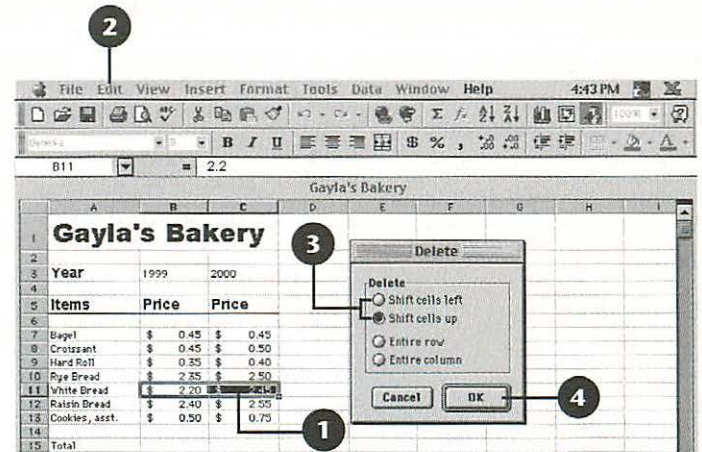 2
File Edit View Insert Format Tools Data Window Help 4:43 PM
B I U $ % ,
B11 = 2.2
Gayla's Bakery
A B C D E F G H I
1 Gayla's Bakery
2
3 Year 1999 2000
4
5 Items Price Price
6
7 Bagel $ 0.45 $ 0.45
8 Croissant $ 0.45 $ 0.50
9 Hard Roll $ 0.35 $ 0.40
10 Rye Bread $ 2.35 $ 2.50
11 White Bread $ 2.20
12 Raisin Bread $ 2.40 $ 2.55
13 Cookies, asst. $ 0.50 $ 0.75
14
15 Total
3
Delete
Delete
Shift cells left
Shift cells up
Entire row
Entire column
Cancel OK
4
1